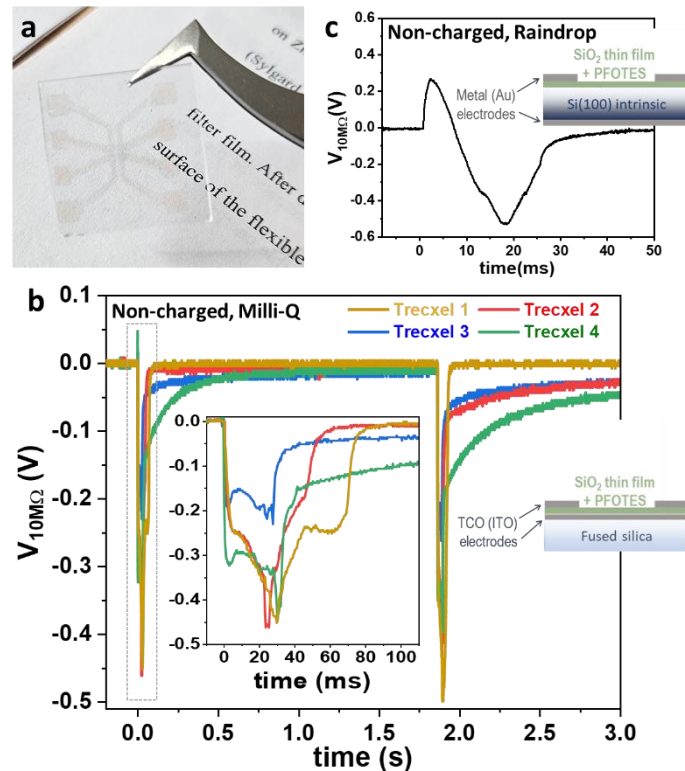 a
on Zn
(Sylgard
filter film. After d
surface of the flexible
c
Non-charged, Raindrop
SiO₂ thin film
+ PFOTES
Metal (Au)
electrodes
Si(100) intrinsic
V₁₀MΩ(V)
0.6
0.4
0.2
0.0
-0.2
-0.4
-0.6
0 10 20 30 40 50
time(ms)
b
Non-charged, Milli-Q
Trecxel 1 Trecxel 2
Trecxel 3 Trecxel 4
V₁₀MΩ (V)
0.1
0.0
-0.1
-0.2
-0.3
-0.4
-0.5
0.0
-0.1
-0.2
-0.3
-0.4
-0.5
0 20 40 60 80 100
time (ms)
SiO₂ thin film
+ PFOTES
TCO (ITO)
electrodes
Fused silica
0.0 0.5 1.0 1.5 2.0 2.5 3.0
time (s)